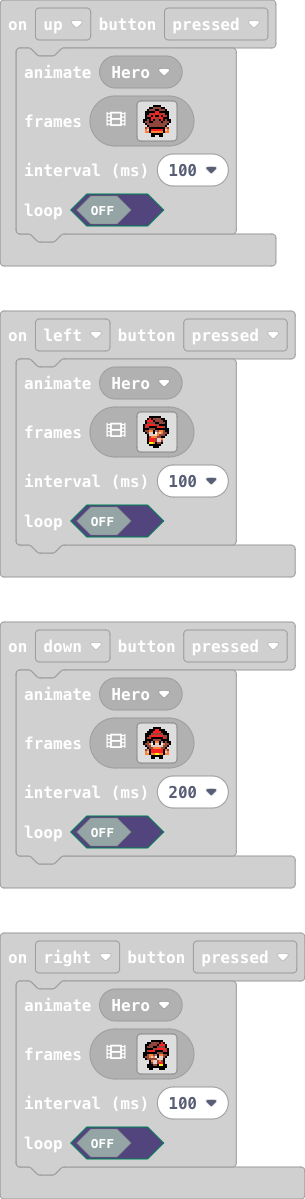 on up button pressed
animate Hero
frames
interval (ms) 100
loop OFF
on left button pressed
animate Hero
frames
interval (ms) 100
loop OFF
on down button pressed
animate Hero
frames
interval (ms) 200
loop OFF
on right button pressed
animate Hero
frames
interval (ms) 100
loop OFF